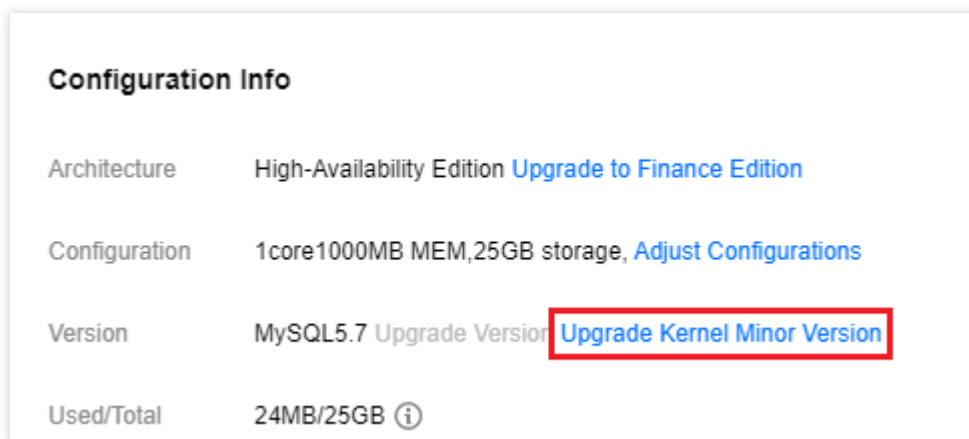 Configuration Info
Architecture High-Availability Edition Upgrade to Finance Edition
Configuration 1core1000MB MEM,25GB storage, Adjust Configurations
Version MySQL5.7 Upgrade Version Upgrade Kernel Minor Version
Used/Total 24MB/25GB